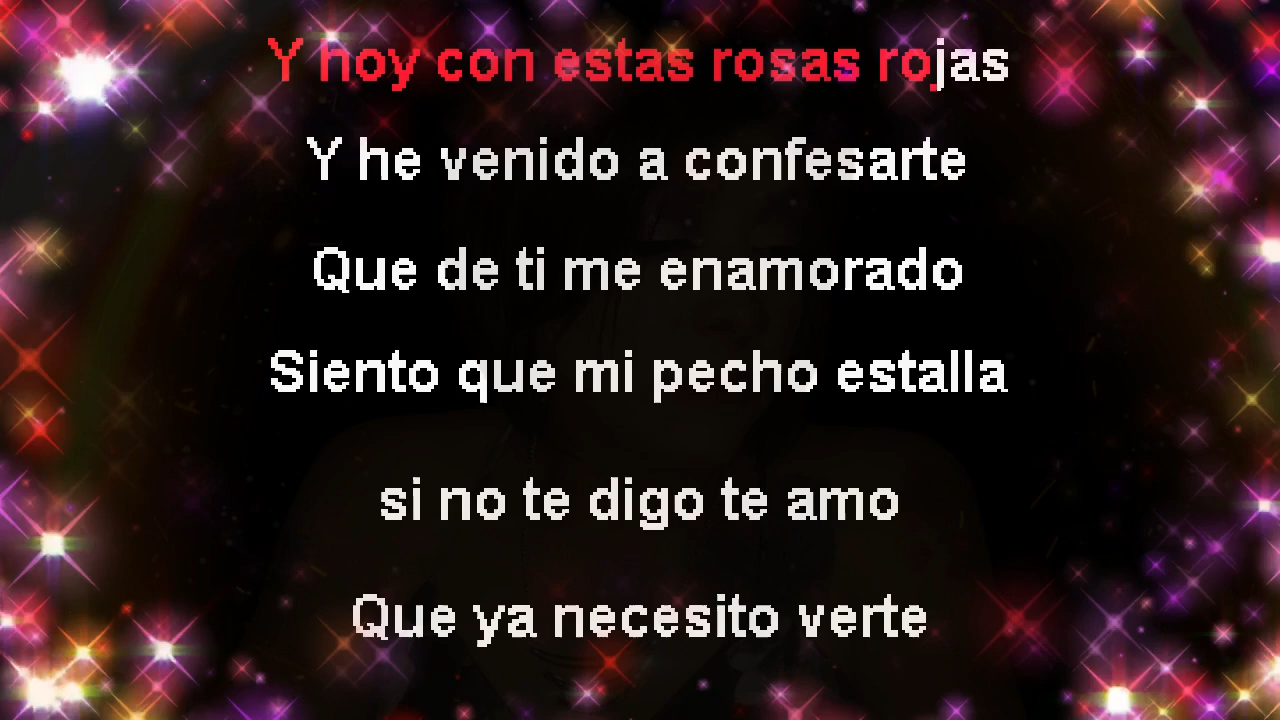 Y hoy con estas rosas rojas
Y he venido a confesarte
Que de ti me enamorado
Siento que mi pecho estalla
si no te digo te amo
Que ya necesito verte